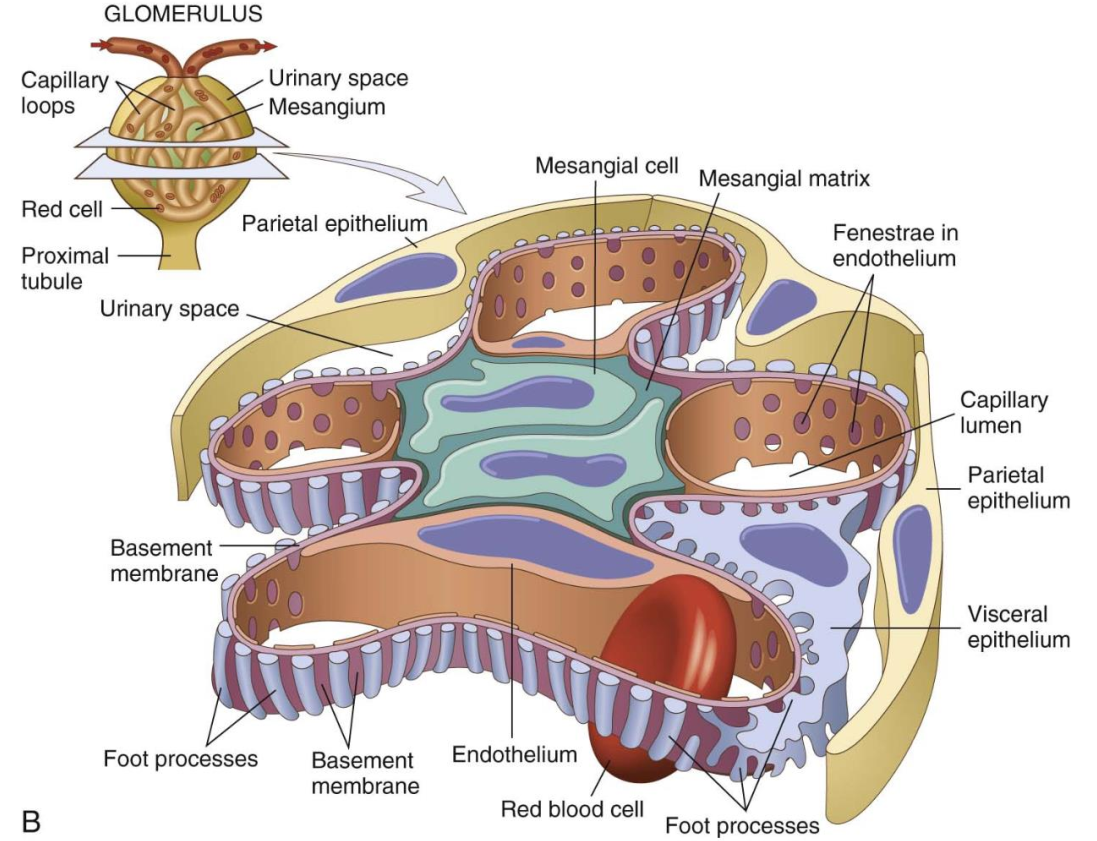 GLOMERULUS
Capillary
loops
Urinary space
Mesangium
Red cell
Proximal
tubule
Mesangial cell
Mesangial matrix
Parietal epithelium
Fenestrae in
endothelium
Urinary space
Capillary
lumen
Parietal
epithelium
Basement
membrane
Visceral
epithelium
Foot processes
Basement
membrane
Endothelium
Red blood cell
Foot processes
B